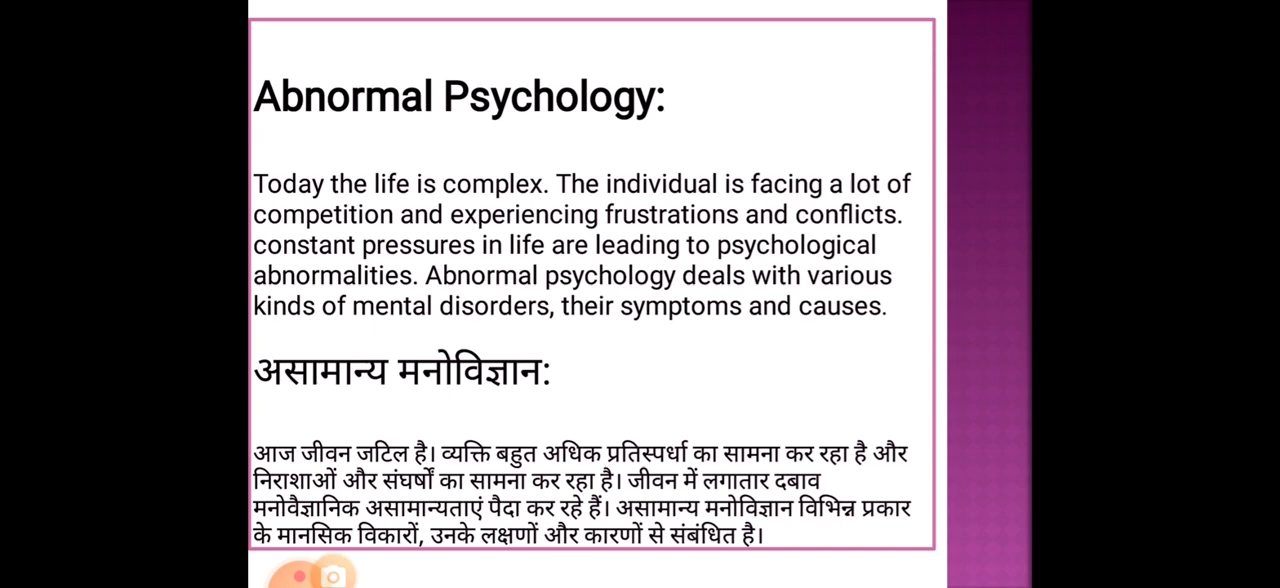 Abnormal Psychology:
Today the life is complex. The individual is facing a lot of
competition and experiencing frustrations and conflicts.
constant pressures in life are leading to psychological
abnormalities. Abnormal psychology deals with various
kinds of mental disorders, their symptoms and causes.
असामान्य मनोविज्ञान:
आज जीवन जटिल है। व्यक्ति बहुत अधिक प्रतिस्पर्धा का सामना कर रहा है और
निराशाओं और संघर्षों का सामना कर रहा है। जीवन में लगातार दबाव
मनोवैज्ञानिक असामान्यताएं पैदा कर रहे हैं। असामान्य मनोविज्ञान विभिन्न प्रकार
के मानसिक विकारों, उनके लक्षणों और कारणों से संबंधित है।